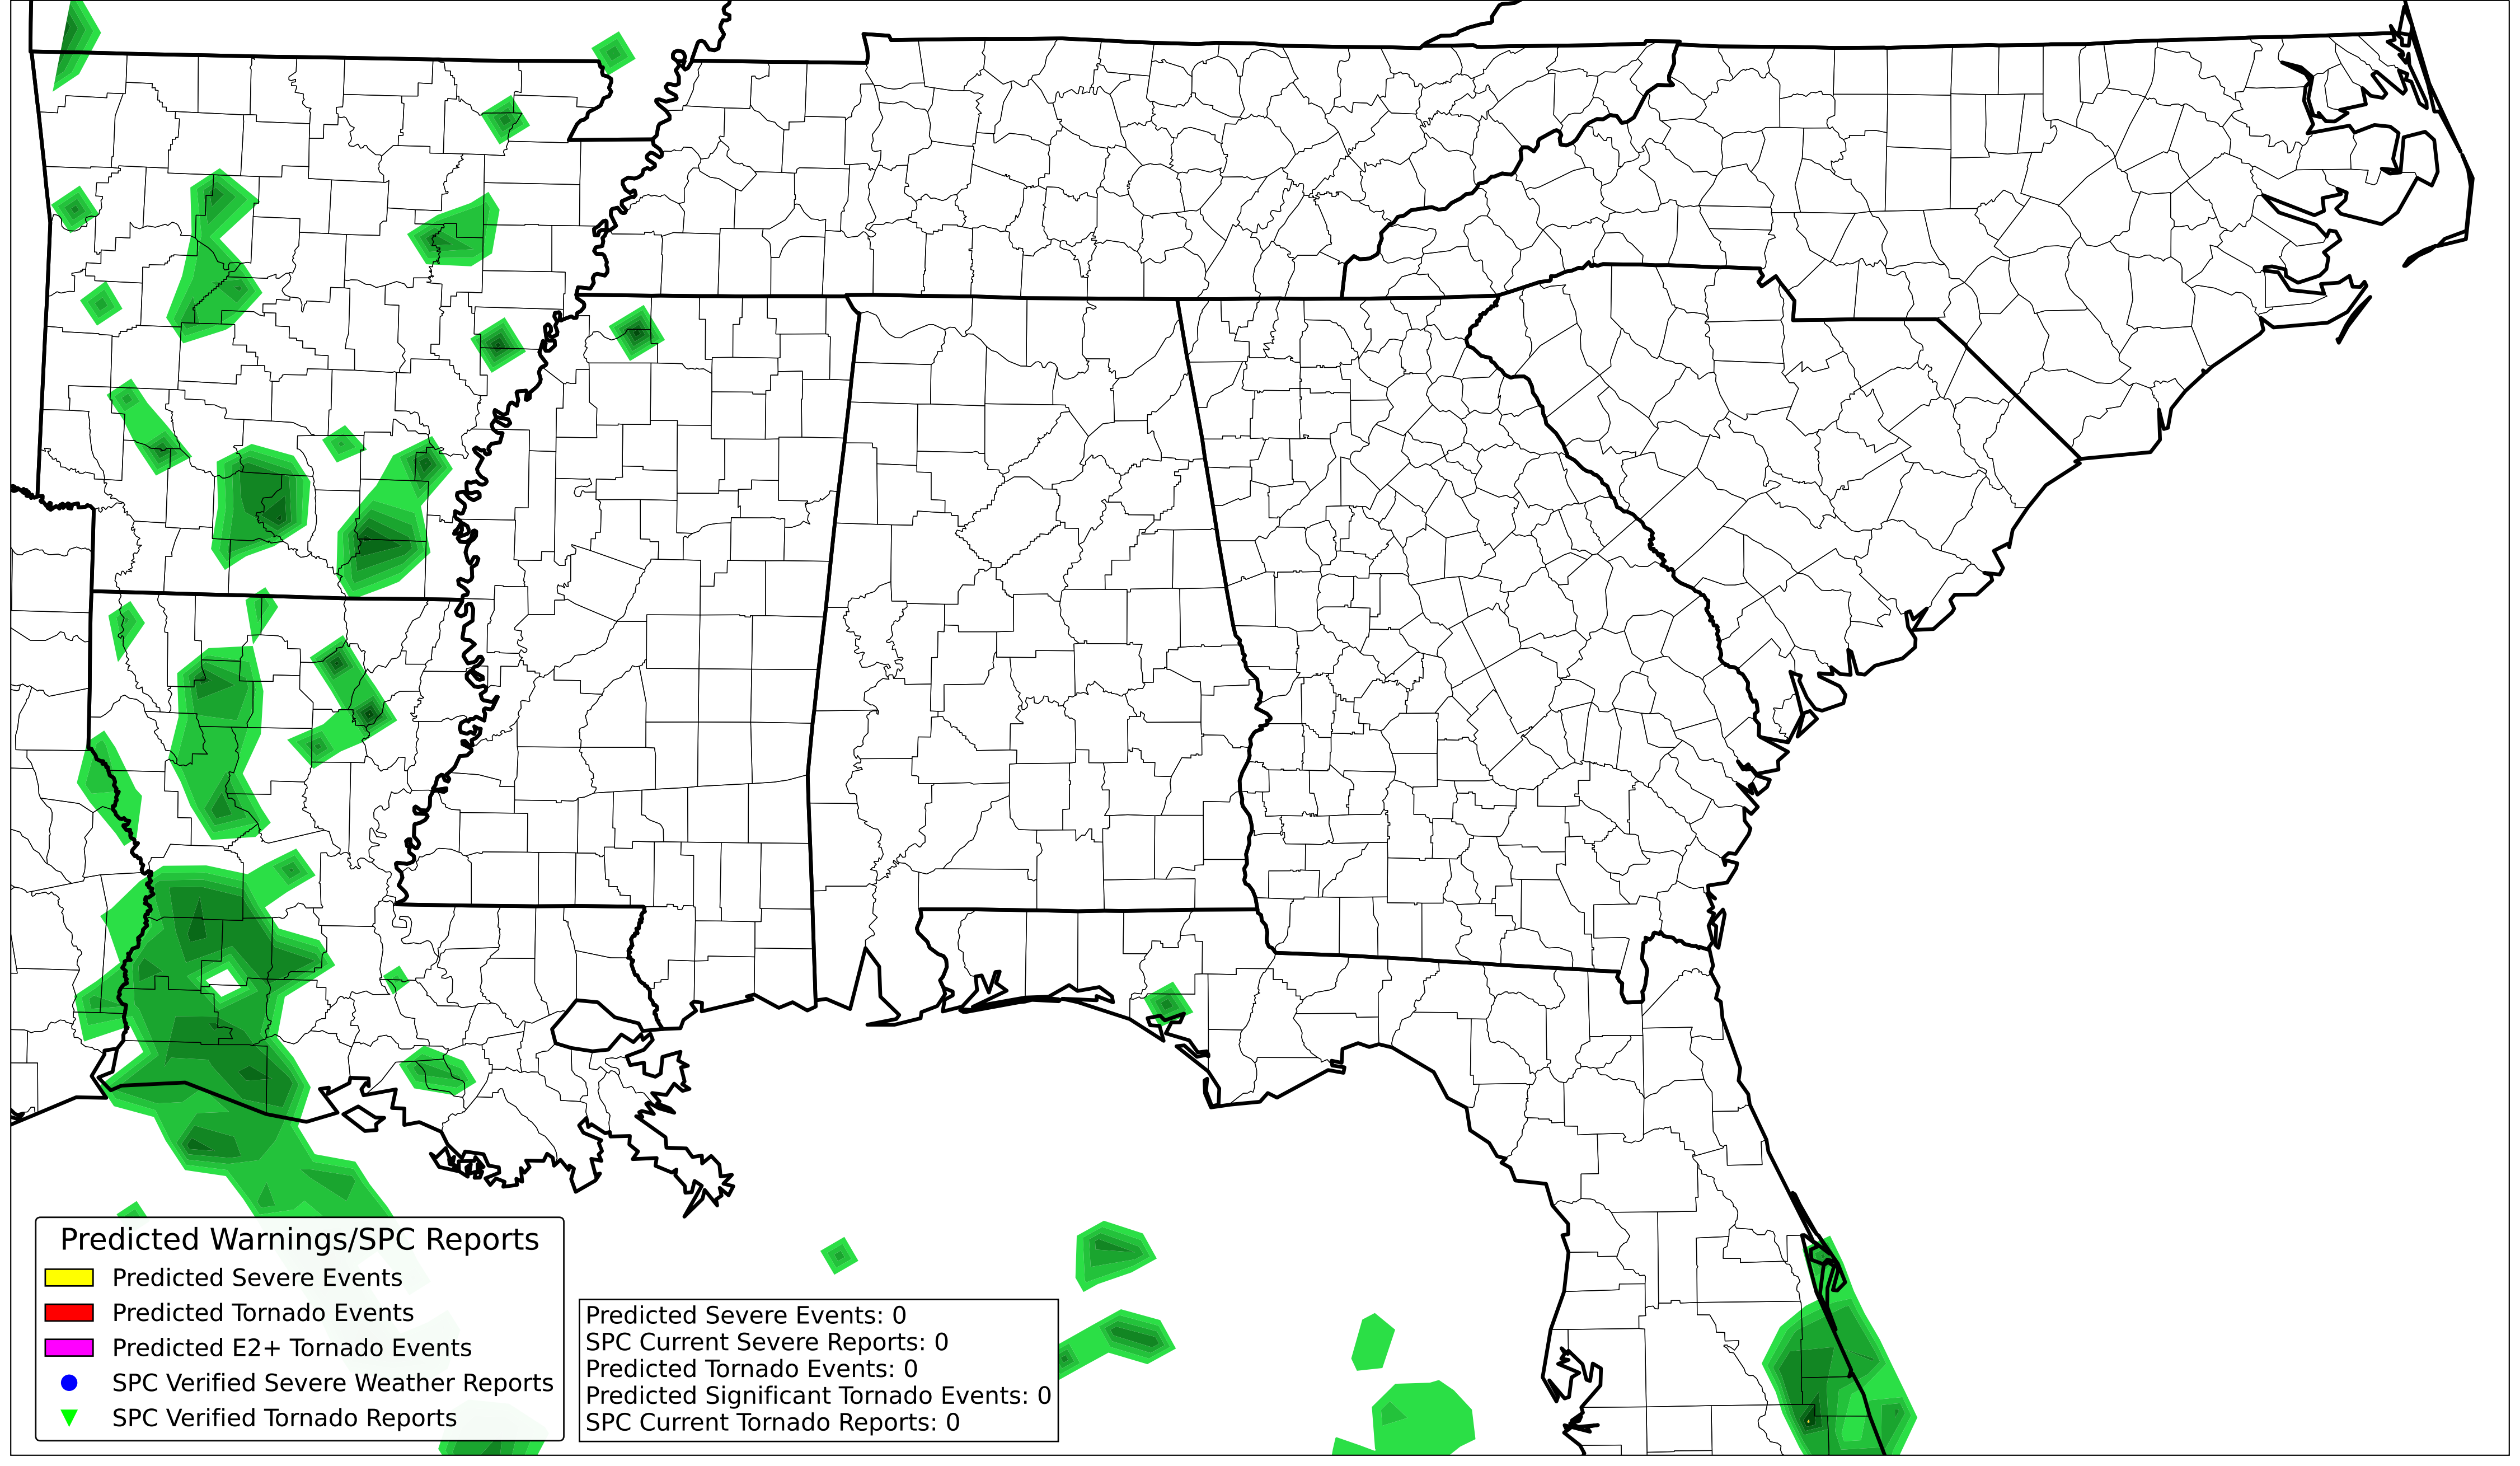 Predicted Warnings/SPC Reports
Predicted Severe Events
Predicted Tornado Events
Predicted E2+ Tornado Events
SPC Verified Severe Weather Reports
SPC Verified Tornado Reports
Predicted Severe Events: 0
SPC Current Severe Reports: 0
Predicted Tornado Events: 0
Predicted Significant Tornado Events: 0
SPC Current Tornado Reports: 0